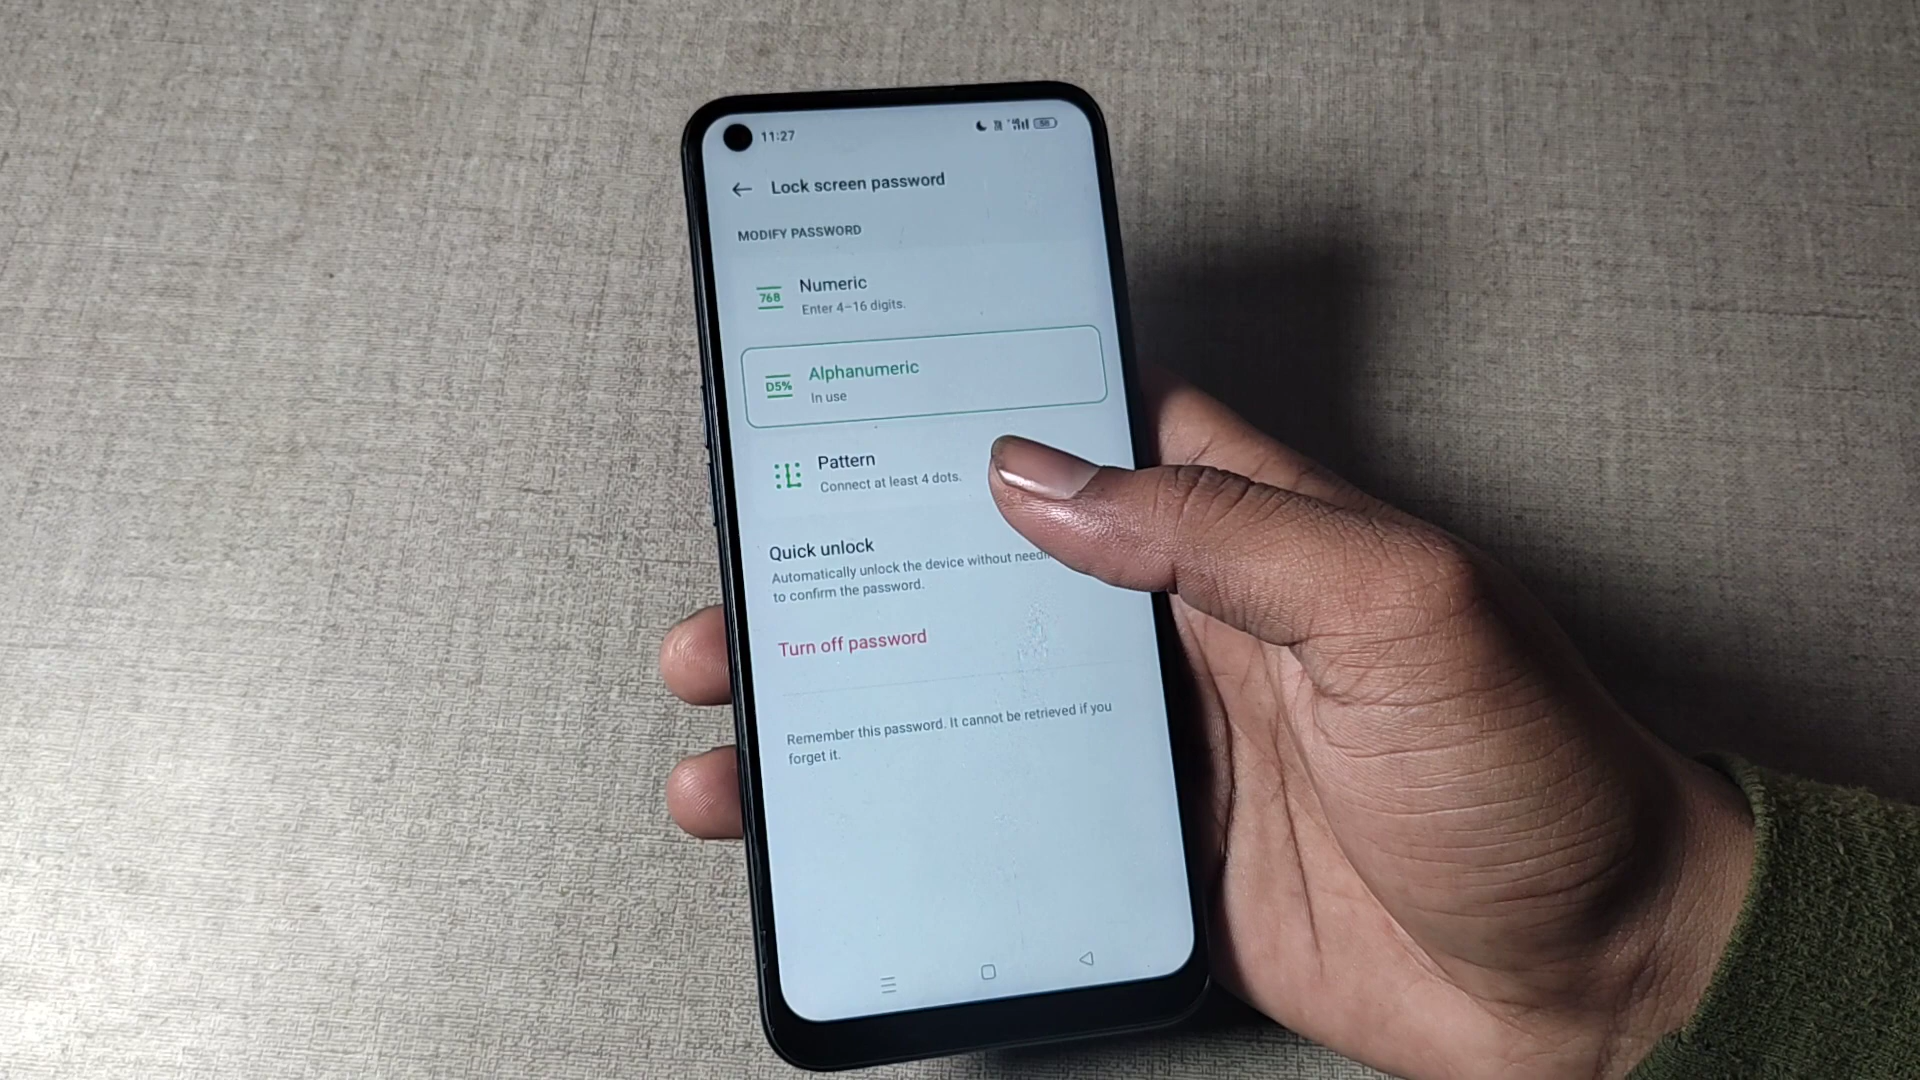 11:27
Lock screen password
MODIFY PASSWORD
768
Numeric
Enter 4–16 digits.
D5%
Alphanumeric
In use
Pattern
Connect at least 4 dots.
Quick unlock
Automatically unlock the device without
to confirm the password.
Turn off password
Remember this password. It cannot be retrieved if you
forget it.